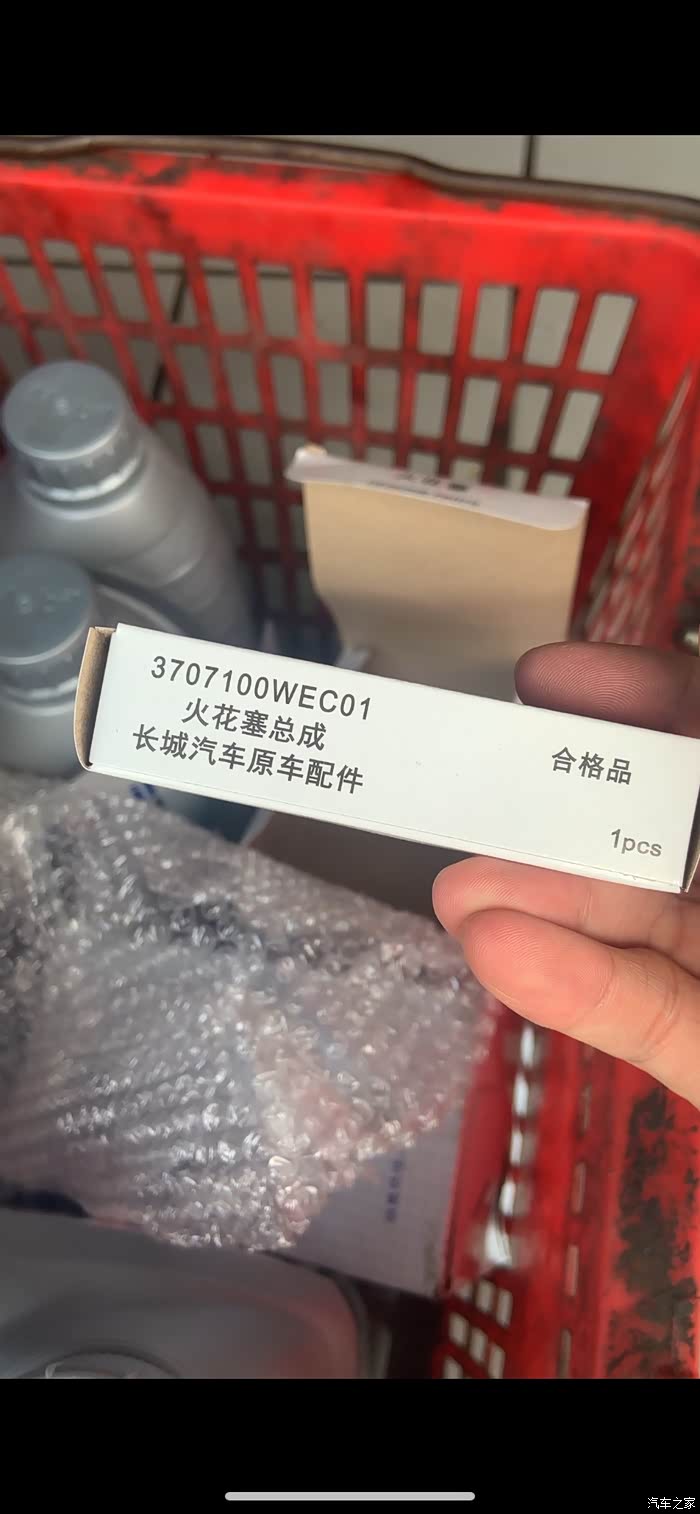 3707100WEC01
火花塞总成
长城汽车原车配件
合格品
1pcs
汽车之家